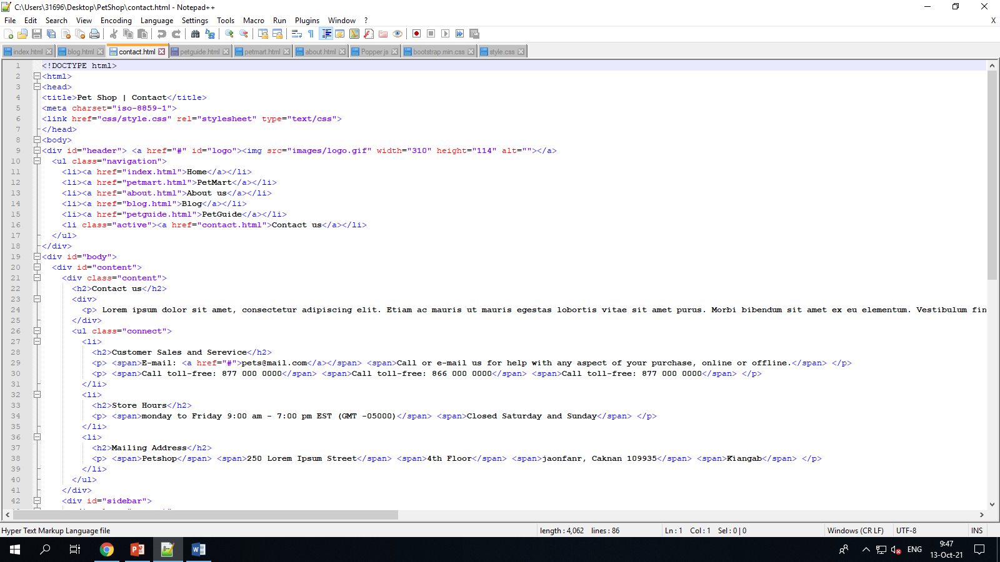 C:\Users\31696\Desktop\PetShop\contact.html - Notepad++
File Edit Search View Encoding Language Settings Tools Macro Run Plugins Window ? X
index.html blog.html contact.html petguide.html petmart.html about.html Popper.js bootstrap.min.css style.css
1 <!DOCTYPE html>
2 <html>
3 <head>
4 <title>Pet Shop | Contact</title>
5 <meta charset="iso-8859-1">
6 <link href="css/style.css" rel="stylesheet" type="text/css">
7 </head>
8 <body>
9 <div id="header"> <a href="#" id="logo"><img src="images/logo.gif" width="310" height="114" alt=""></a>
10 <ul class="navigation">
11 <li><a href="index.html">Home</a></li>
12 <li><a href="petmart.html">PetMart</a></li>
13 <li><a href="about.html">About us</a></li>
14 <li><a href="blog.html">Blog</a></li>
15 <li><a href="petguide.html">PetGuide</a></li>
16 <li class="active"><a href="contact.html">Contact us</a></li>
17 </ul>
18 </div>
19 <div id="body">
20 <div id="content">
21 <div class="content">
22 <h2>Contact us</h2>
23 <div>
24 <p> Lorem ipsum dolor sit amet, consectetur adipiscing elit. Etiam ac mauris ut mauris egestas lobortis vitae sit amet purus. Morbi bibendum sit amet ex eu elementum. Vestibulum fin
25 </div>
26 <ul class="connect">
27 <li>
28 <h2>Customer Sales and Serevice</h2>
29 <p> <span>E-mail: <a href="#">pets@mail.com</a></span> <span>Call or e-mail us for help with any aspect of your purchase, online or offline.</span> </p>
30 <p> <span>Call toll-free: 877 000 0000</span> <span>Call toll-free: 866 000 0000</span> <span>Call toll-free: 877 000 0000</span> </p>
31 </li>
32 <li>
33 <h2>Store Hours</h2>
34 <p> <span>monday to Friday 9:00 am - 7:00 pm EST (GMT -05000)</span> <span>Closed Saturday and Sunday</span> </p>
35 </li>
36 <li>
37 <h2>Mailing Address</h2>
38 <p> <span>Petshop</span> <span>250 Lorem Ipsum Street</span> <span>4th Floor</span> <span>jaonfanr, Caknan 109935</span> <span>Kiangab</span> </p>
39 </li>
40 </ul>
41 </div>
42 <div id="sidebar">
Hyper Text Markup Language file length : 4,062 lines : 86 Ln : 1 Col : 1 Sel : 0 | 0 Windows (CR LF) UTF-8 INS
ENG 9:47
13-Oct-21